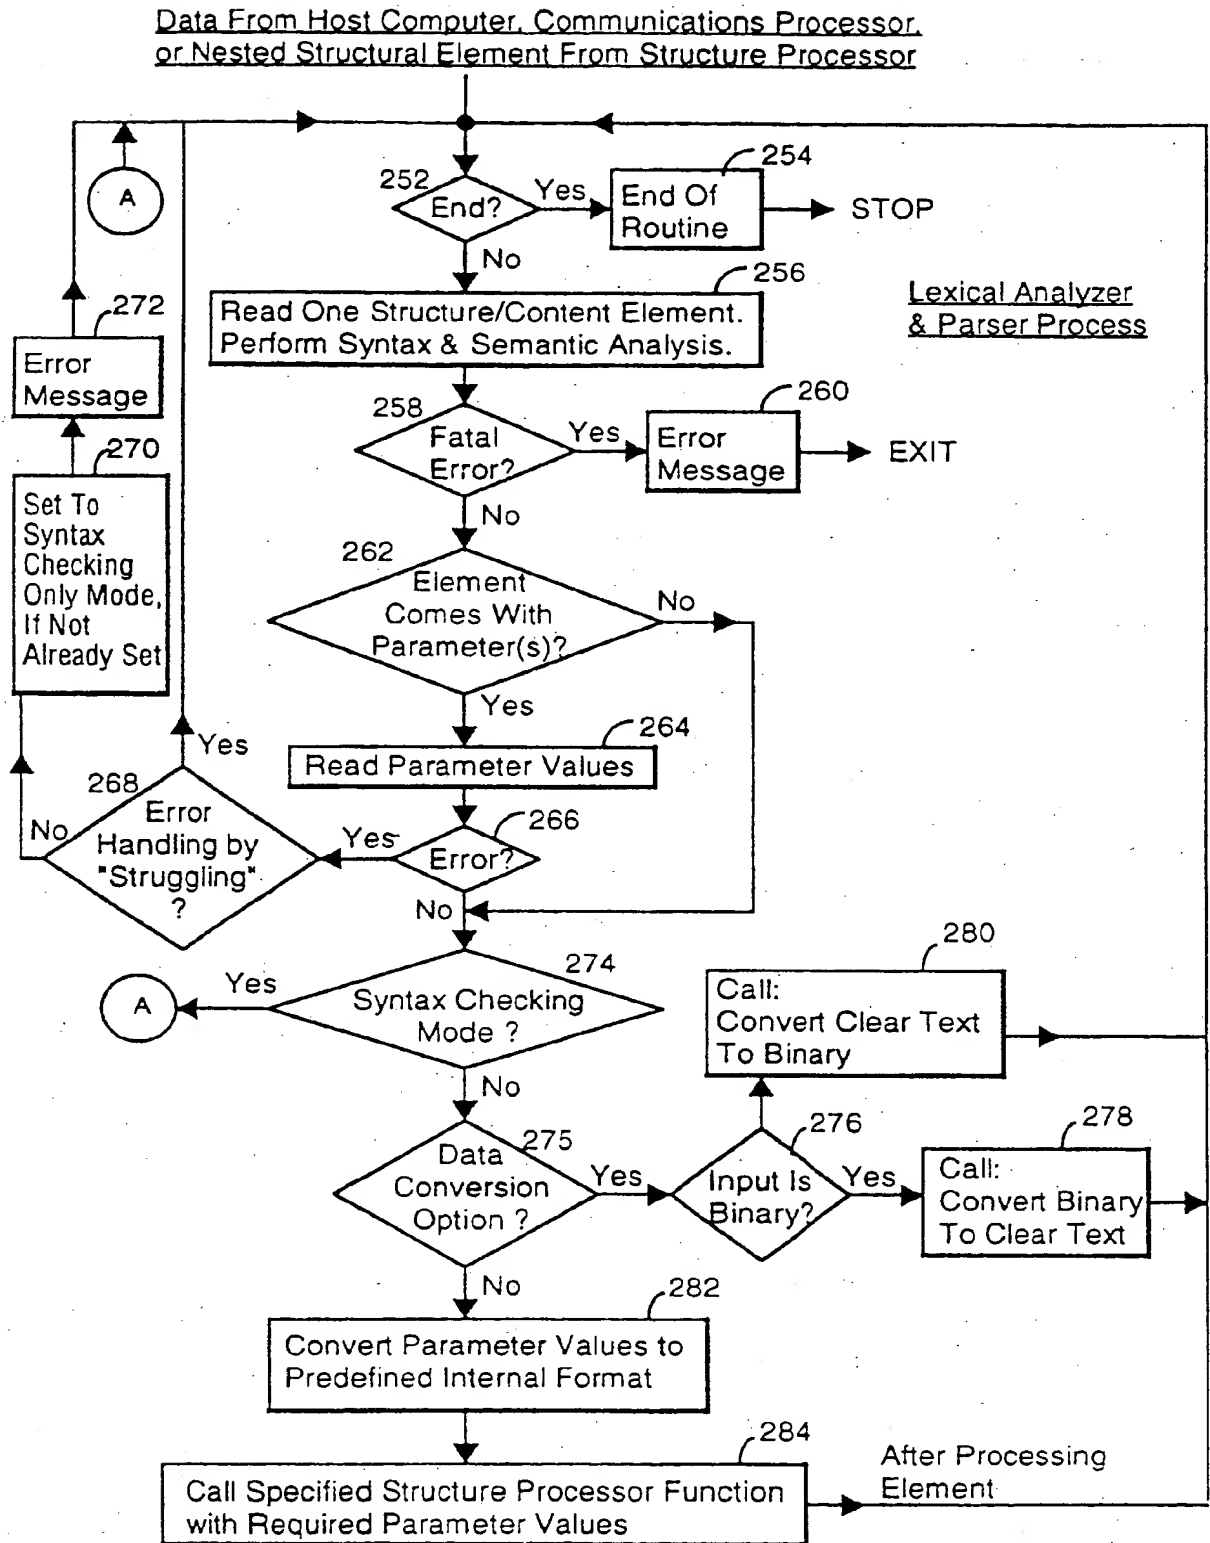 Data From Host Computer, Communications Processor,
or Nested Structural Element From Structure Processor
A
252
End?
Yes
254
End Of
Routine
STOP
No
256
Read One Structure/Content Element.
Perform Syntax & Semantic Analysis.
Lexical Analyzer
& Parser Process
272
Error
Message
258
Fatal
Error?
Yes
260
Error
Message
EXIT
No
270
Set To
Syntax
Checking
Only Mode,
If Not
Already Set
262
Element
Comes With
Parameter(s)?
No
Yes
264
Read Parameter Values
Yes
268
Error
Handling by
"Struggling"
?
No
Yes
266
Error?
No
274
Syntax Checking
Mode ?
Yes
A
No
280
Call:
Convert Clear Text
To Binary
275
Data
Conversion
Option ?
Yes
276
Input Is
Binary?
Yes
278
Call:
Convert Binary
To Clear Text
No
282
Convert Parameter Values to
Predefined Internal Format
284
Call Specified Structure Processor Function
with Required Parameter Values
After Processing
Element